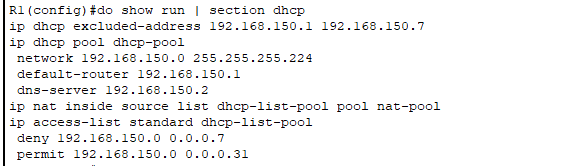 R1(config)#do show run | section dhcp
ip dhcp excluded-address 192.168.150.1 192.168.150.7
ip dhcp pool dhcp-pool
network 192.168.150.0 255.255.255.224
default-router 192.168.150.1
dns-server 192.168.150.2
ip nat inside source list dhcp-list-pool pool nat-pool
ip access-list standard dhcp-list-pool
deny 192.168.150.0 0.0.0.7
permit 192.168.150.0 0.0.0.31